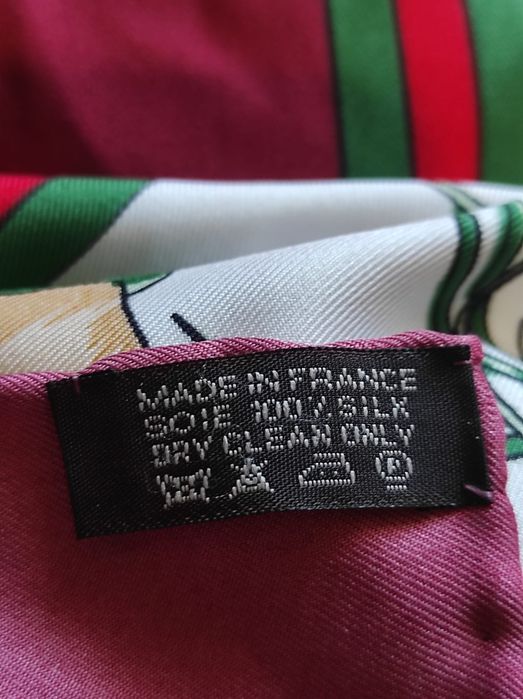 MADE IN FRANCE
SOIE 100 % SILK
DRY CLEAN ONLY
P